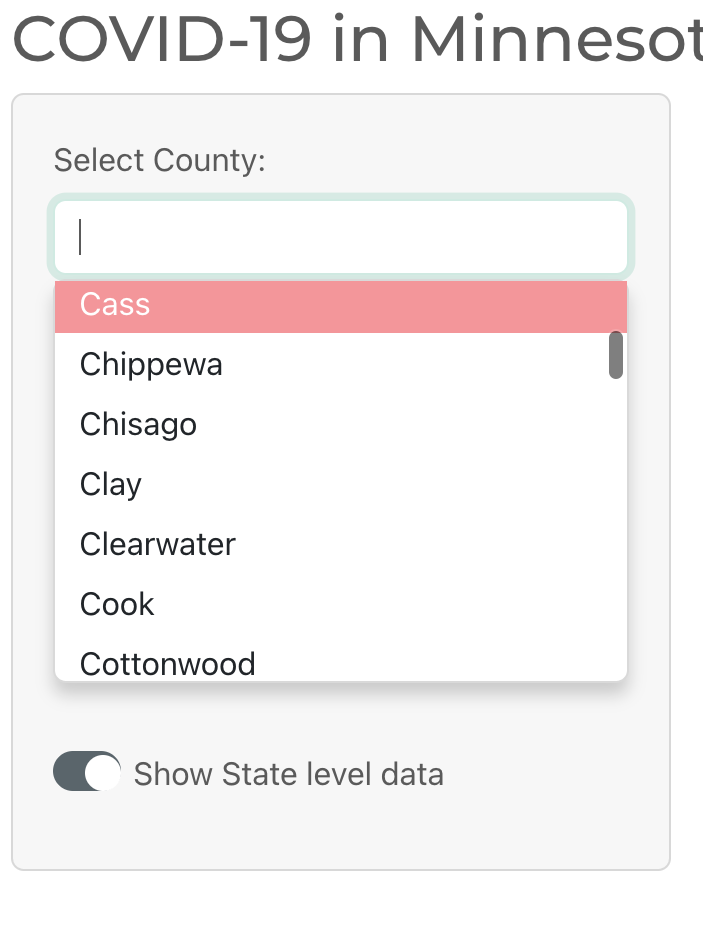 COVID-19 in Minnesot
Select County:
Cass
Chippewa
Chisago
Clay
Clearwater
Cook
Cottonwood
Show State level data